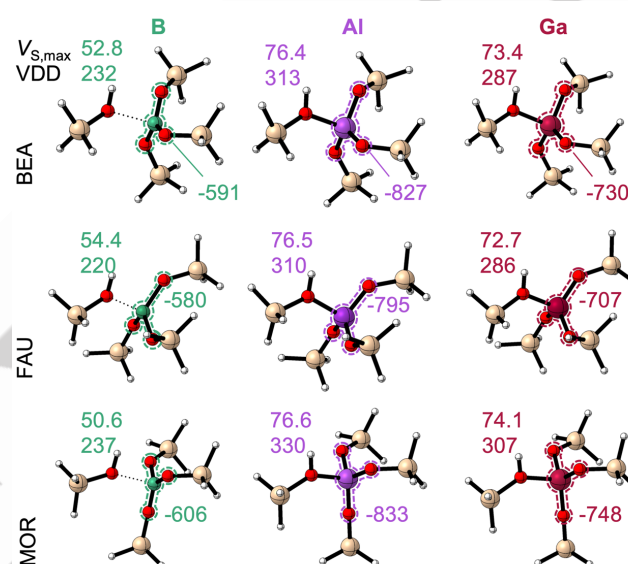 B Al Ga
V S,max 52.8 76.4 73.4
VDD 232 313 287
BEA
-591 -827 -730
54.4 76.5 72.7
220 310 286
-580 -795 -707
FAU
50.6 76.6 74.1
237 330 307
-606 -833 -748
MOR